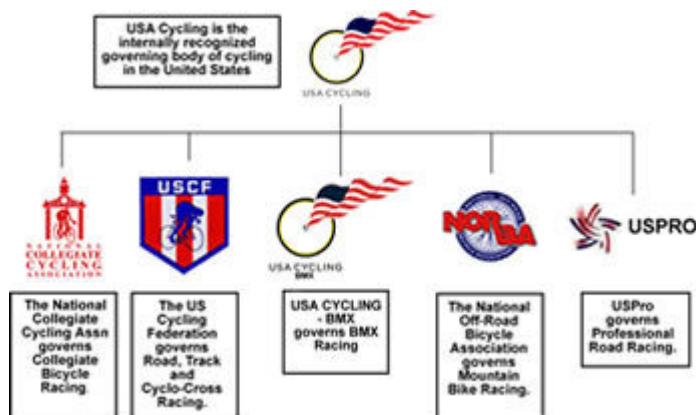 USA Cycling is the
internally recognized
governing body of cycling
in the United States
USA CYCLING
NATIONAL
COLLEGIATE
CYCLING
ASSOCIATION
USCF
USA CYCLING
BMX
NORBA
USPRO
The National
Collegiate
Cycling Assn
governs
Collegiate
Bicycle
Racing.
The US
Cycling
Federation
governs
Road, Track
and
Cyclo-Cross
Racing.
USA CYCLING
- BMX
governs BMX
Racing
The National
Off-Road
Bicycle
Association
governs
Mountain
Bike Racing.
USPro
governs
Professional
Road Racing.